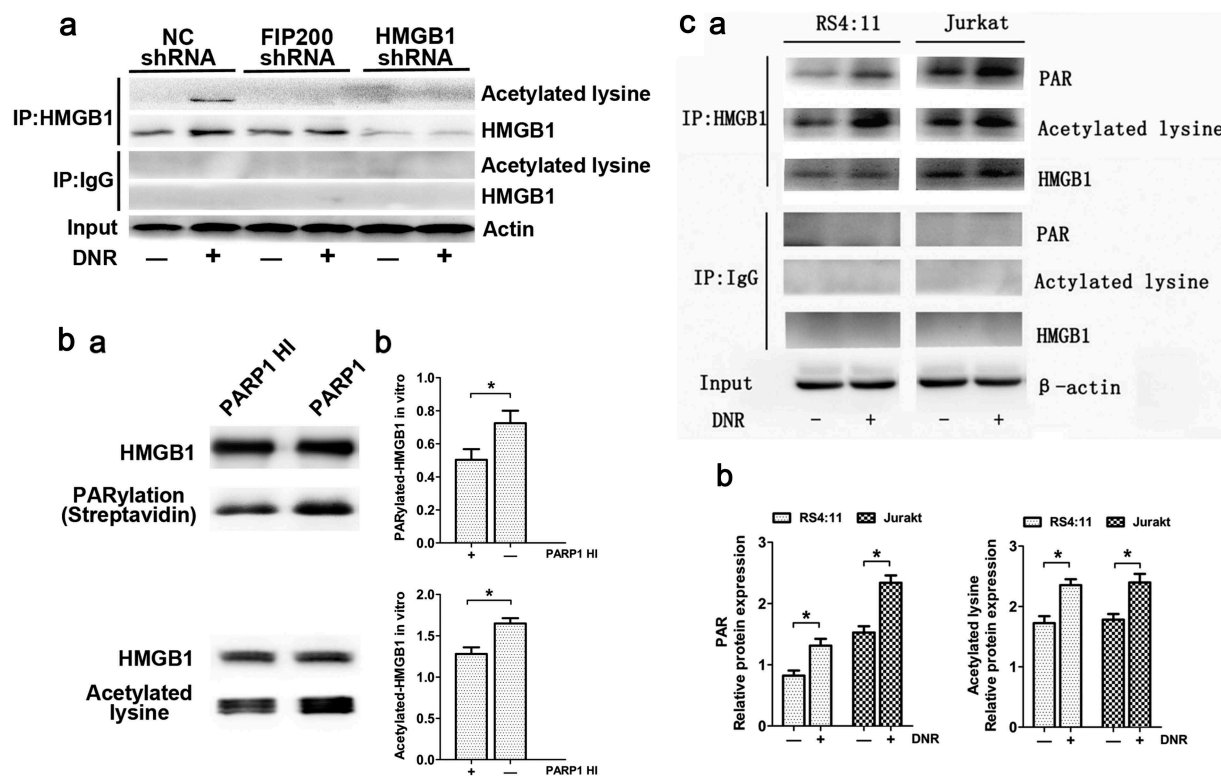 a
NC
shRNA
FIP200
shRNA
HMGB1
shRNA
IP:HMGB1
Acetylated lysine
HMGB1
IP:IgG
Acetylated lysine
HMGB1
Input
Actin
DNR
— + — + — +
b a
PARP1 HI
PARP1
HMGB1
PARylation
(Streptavidin)
HMGB1
Acetylated
lysine
b
PARylated-HMGB1 in vitro
1.0
0.8
0.6
0.4
0.2
0.0
*
+ — PARP1 HI
Acetylated-HMGB1 in vitro
2.0
1.5
1.0
0.5
0.0
*
+ — PARP1 HI
c a
RS4:11 Jurkat
IP:HMGB1
PAR
Acetylated lysine
HMGB1
IP:IgG
PAR
Actylated lysine
HMGB1
Input
β-actin
DNR - + - +
b
RS4:11 Jurakt
PAR
Relative protein expression
3
2
1
0
* *
— + — + DNR
RS4:11 Jurakt
Acetylated lysine
Relative protein expression
3
2
1
0
* *
— + — + DNR